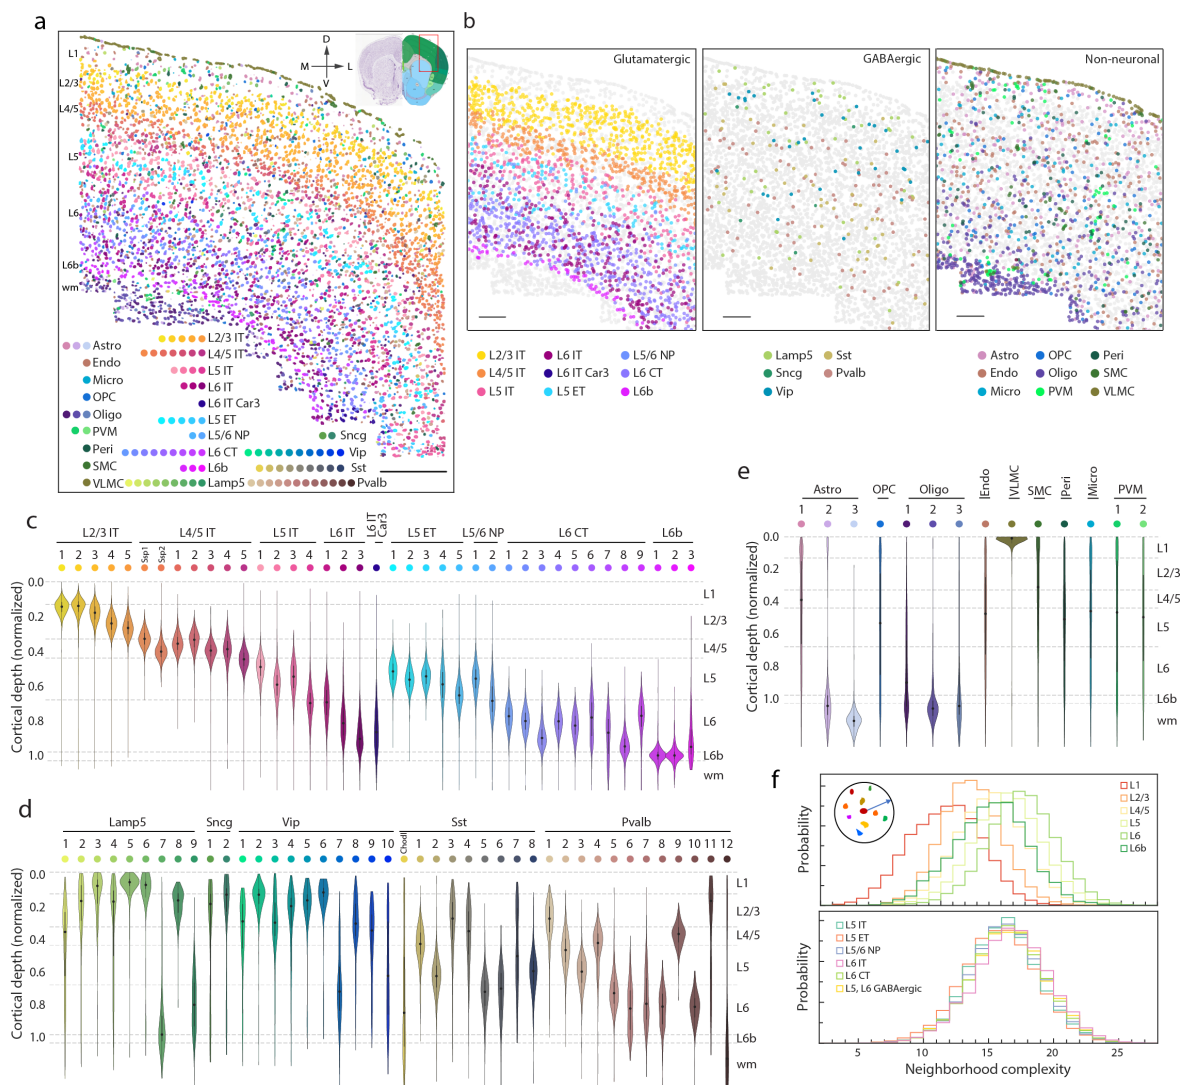 a
D
M
L
V
L1
L2/3
L4/5
L5
L6
L6b
wm
Astro
Endo
Micro
OPC
Oligo
PVM
Peri
SMC
VLMC
L2/3 IT
L4/5 IT
L5 IT
L6 IT
L6 IT Car3
L5 ET
L5/6 NP
L6 CT
L6b
Lamp5
Sncg
Vip
Sst
Pvalb
b
Glutamatergic
GABAergic
Non-neuronal
L2/3 IT
L4/5 IT
L5 IT
L6 IT
L6 IT Car3
L5 ET
L5/6 NP
L6 CT
L6b
Lamp5
Sncg
Vip
Sst
Pvalb
Astro
Endo
Micro
OPC
Oligo
PVM
Peri
SMC
VLMC
c
L2/3 IT L4/5 IT L5 IT L6 IT L6 IT Car3 L5 ET L5/6 NP L6 CT L6b
1 2 3 4 5 Ssp1 Ssp2 1 2 3 4 5 1 2 3 4 1 2 3 1 2 3 4 5 1 2 1 2 3 4 5 6 7 8 9 1 2 3
Cortical depth (normalized)
0.0
0.2
0.4
0.6
0.8
1.0
L1
L2/3
L4/5
L5
L6
L6b
wm
d
Lamp5 Sncg Vip Sst Pvalb
1 2 3 4 5 6 7 8 9 1 2 1 2 3 4 5 6 7 8 9 10 Chodl 1 2 3 4 5 6 7 8 1 2 3 4 5 6 7 8 9 10 11 12
Cortical depth (normalized)
0.0
0.2
0.4
0.6
0.8
1.0
L1
L2/3
L4/5
L5
L6
L6b
wm
e
Astro OPC Oligo Endo VLMC SMC Peri Micro PVM
1 2 3 1 2 3 1 2
Cortical depth (normalized)
0.0
0.2
0.4
0.6
0.8
1.0
L1
L2/3
L4/5
L5
L6
L6b
wm
f
Probability
L1
L2/3
L4/5
L5
L6
L6b
Probability
L5 IT
L5 ET
L5/6 NP
L6 IT
L6 CT
L5, L6 GABAergic
5 10 15 20 25
Neighborhood complexity